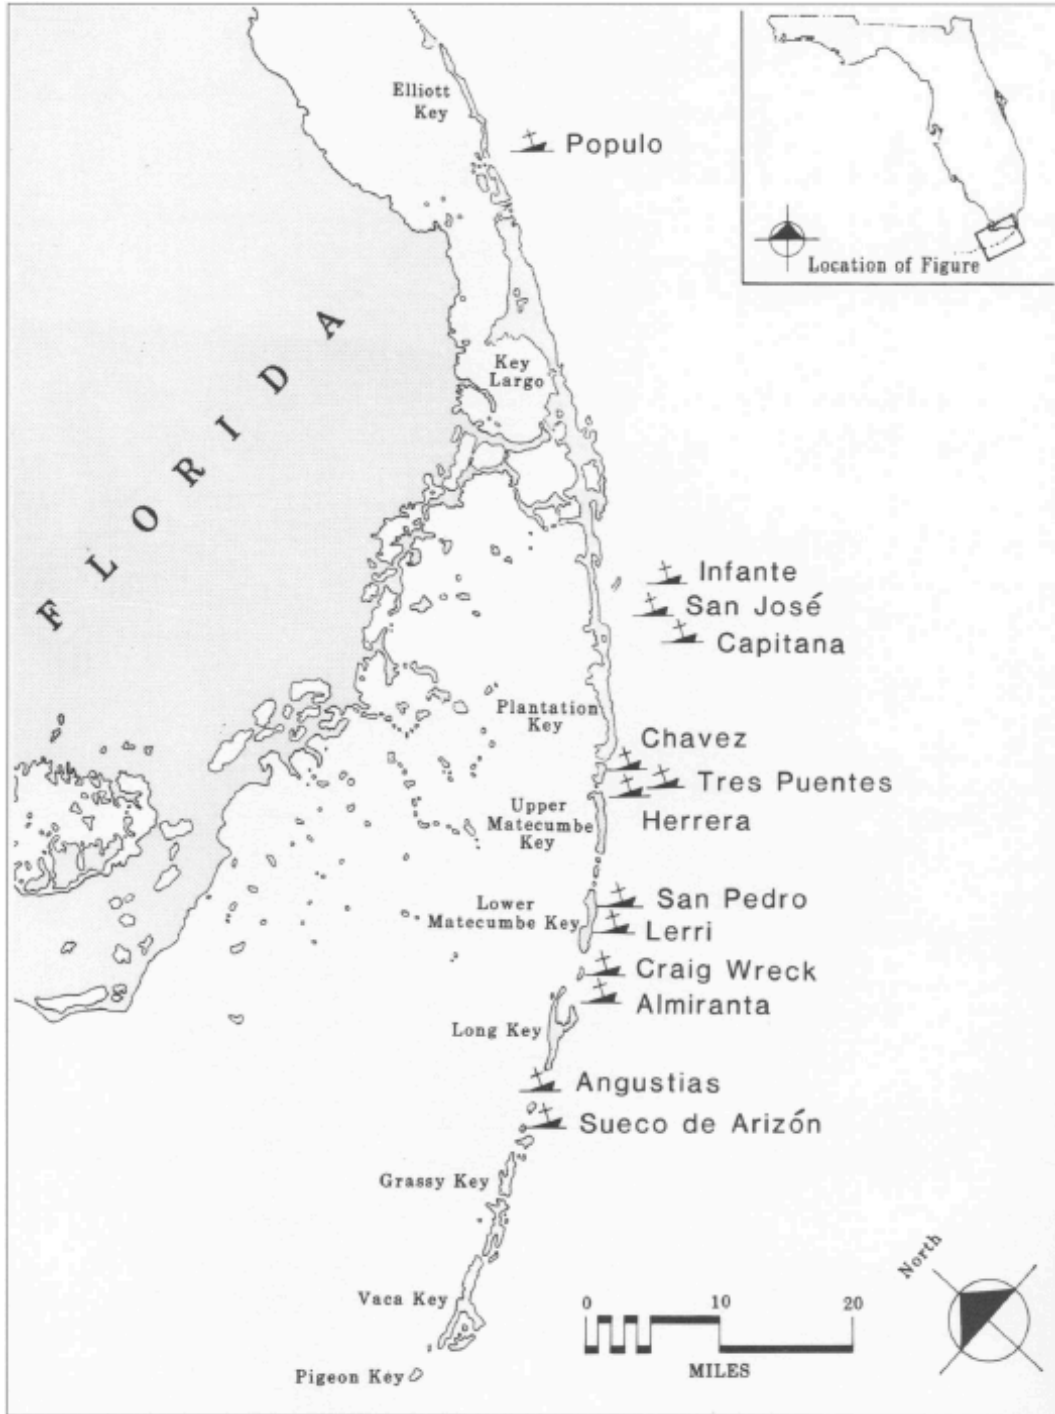 Elliott
Key
Populo
Location of Figure
FLORIDA
Key
Largo
Infante
San José
Capitana
Plantation
Key
Chavez
Tres Puentes
Upper
Matecumbe
Key
Herrera
Lower
Matecumbe Key
San Pedro
Lerri
Craig Wreck
Almiranta
Long Key
Angustias
Sueco de Arizón
Grassy Key
Vaca Key
Pigeon Key
0 10 20
MILES
North